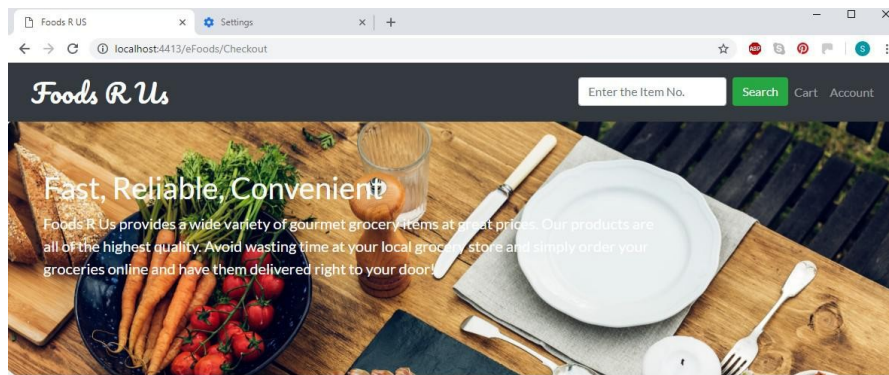 Foods R US
Settings
localhost:4413/eFoods/Checkout
ABP
S
Foods R Us
Enter the Item No.
Search
Cart
Account
Fast, Reliable, Convenient
Foods R Us provides a wide variety of gourmet grocery items at great prices. Our products are
all of the highest quality. Avoid wasting time at your local grocery store and simply order your
groceries online and have them delivered right to your door!